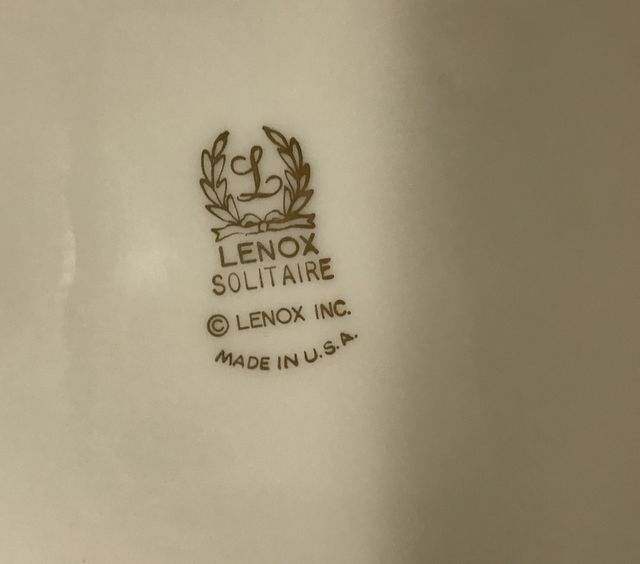 L
LENOX
SOLITAIRE
© LENOX INC.
MADE IN U.S.A.